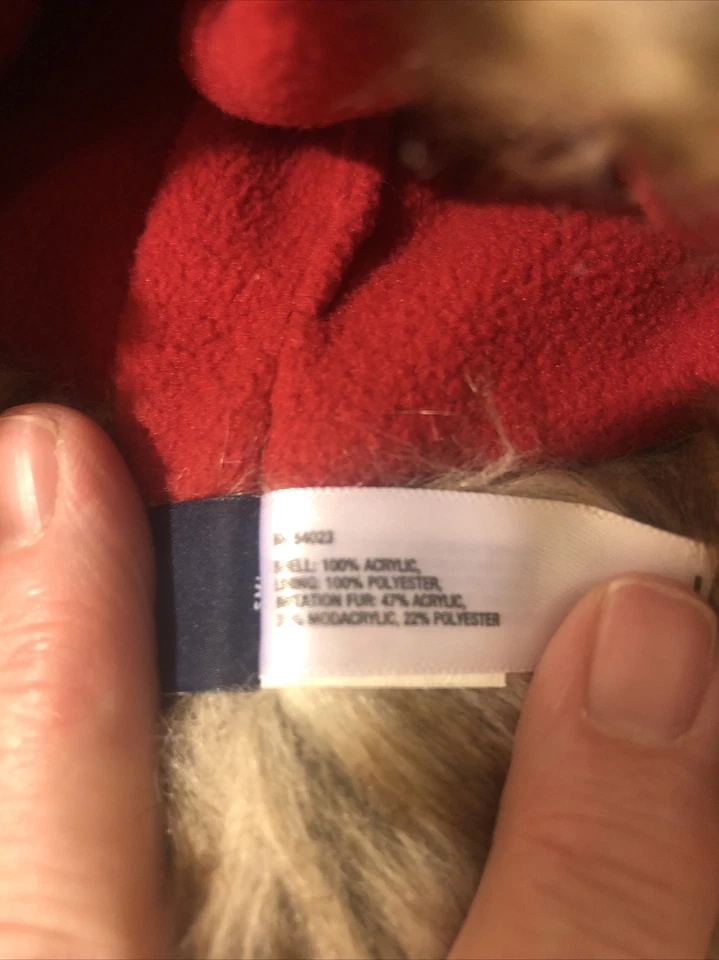 54023
SHELL: 100% ACRYLIC,
LINING: 100% POLYESTER,
IMITATION FUR: 47% ACRYLIC,
MODACRYLIC, 22% POLYESTER